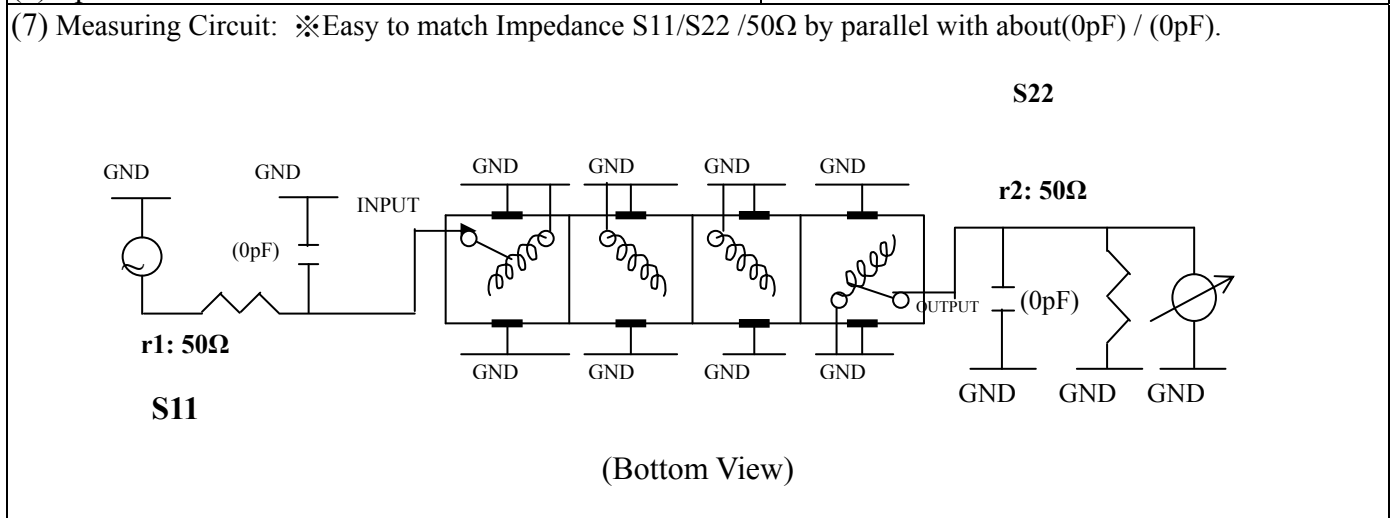 (7) Measuring Circuit: ※Easy to match Impedance S11/S22 /50Ω by parallel with about(0pF) / (0pF).
S22
GND GND GND GND GND GND
r2: 50Ω
INPUT
(0pF)
OUTPUT (0pF)
r1: 50Ω
GND GND GND GND
GND GND GND
S11
(Bottom View)